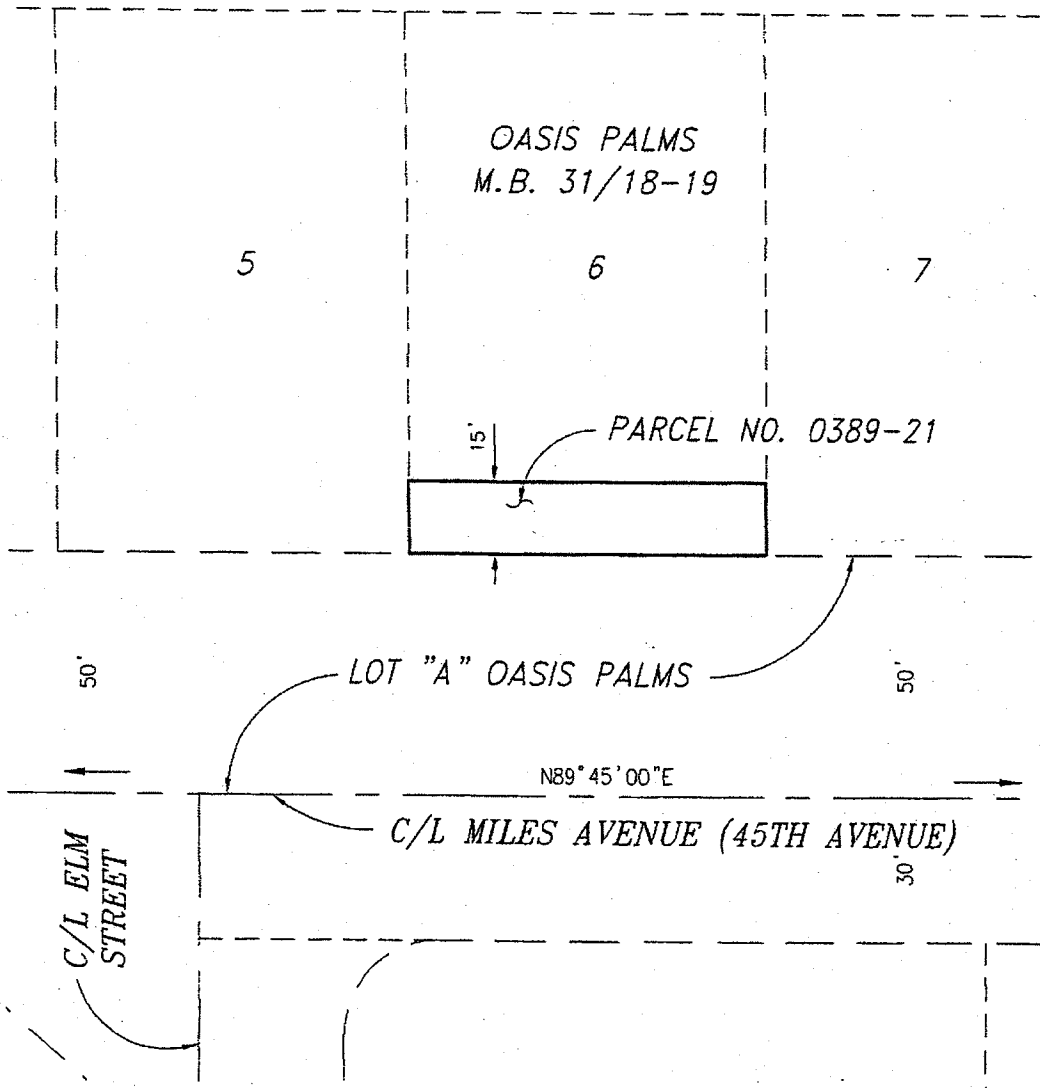 OASIS PALMS
M.B. 31/18-19
5
6
7
15'
PARCEL NO. 0389-21
50'
LOT "A" OASIS PALMS
50'
N89°45'00"E
C/L MILES AVENUE (45TH AVENUE)
C/L ELM
STREET
30'